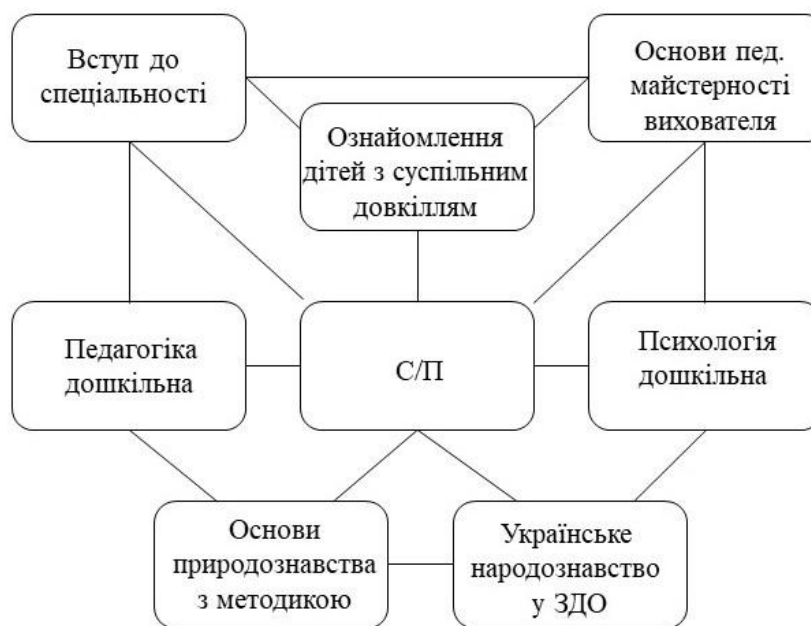 Вступ до
спеціальності
Основи пед.
майстерності
вихователя
Ознайомлення
дітей з суспільним
довкіллям
Педагогіка
дошкільна
С/П
Психологія
дошкільна
Основи
природознавства
з методикою
Українське
народознавство
у ЗДО